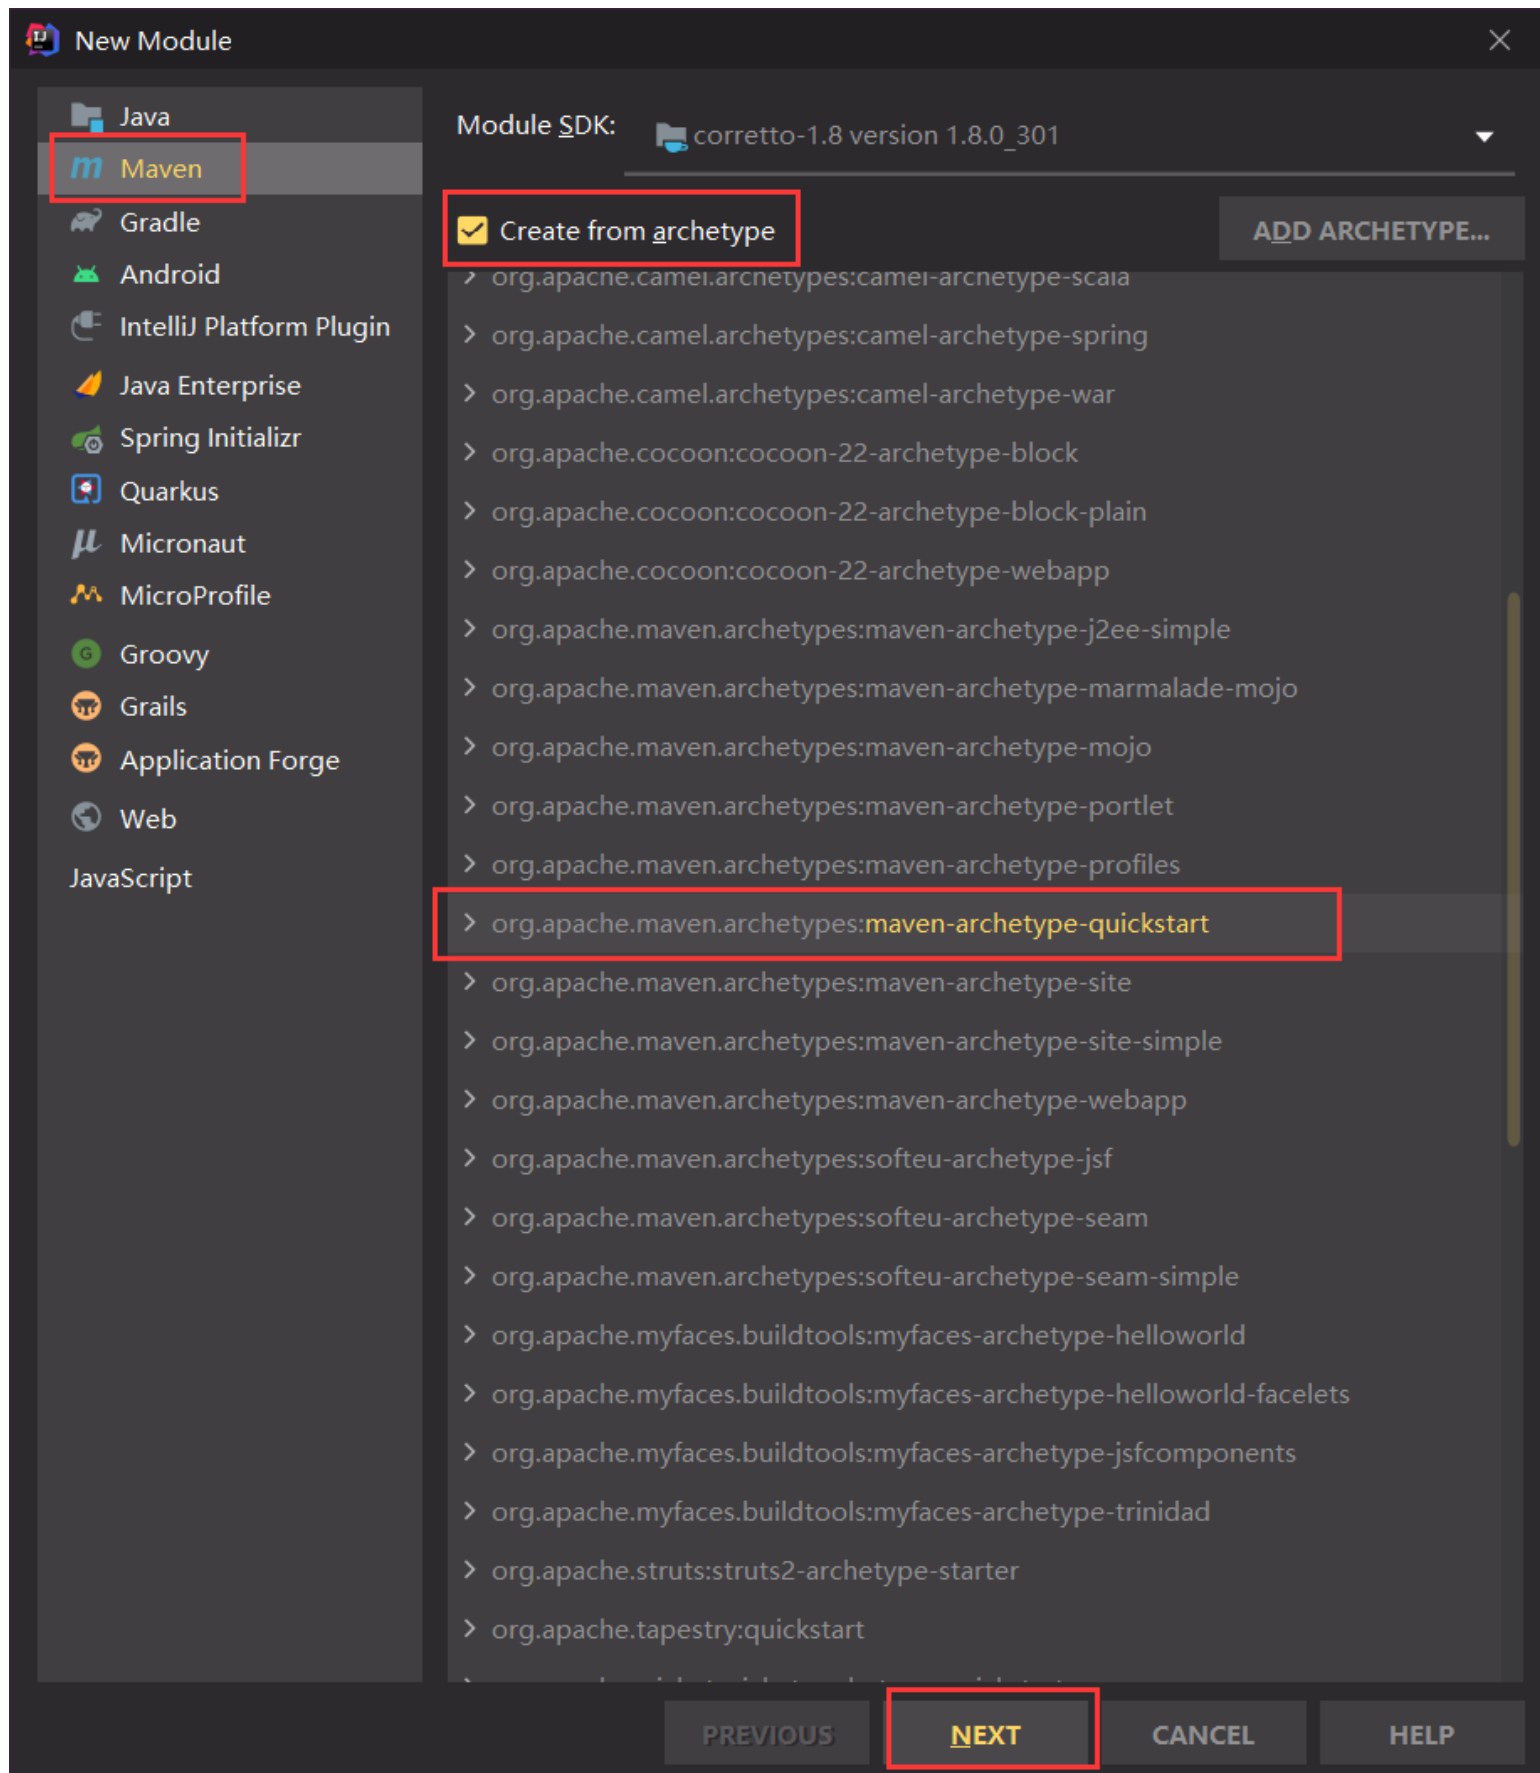 New Module
Java
Maven
Gradle
Android
IntelliJ Platform Plugin
Java Enterprise
Spring Initializr
Quarkus
Micronaut
MicroProfile
Groovy
Grails
Application Forge
Web
JavaScript
Module SDK: corretto-1.8 version 1.8.0_301
Create from archetype
ADD ARCHETYPE...
org.apache.camel.archetypes:camel-archetype-scala
org.apache.camel.archetypes:camel-archetype-spring
org.apache.camel.archetypes:camel-archetype-war
org.apache.cocoon:cocoon-22-archetype-block
org.apache.cocoon:cocoon-22-archetype-block-plain
org.apache.cocoon:cocoon-22-archetype-webapp
org.apache.maven.archetypes:maven-archetype-j2ee-simple
org.apache.maven.archetypes:maven-archetype-marmalade-mojo
org.apache.maven.archetypes:maven-archetype-mojo
org.apache.maven.archetypes:maven-archetype-portlet
org.apache.maven.archetypes:maven-archetype-profiles
org.apache.maven.archetypes:maven-archetype-quickstart
org.apache.maven.archetypes:maven-archetype-site
org.apache.maven.archetypes:maven-archetype-site-simple
org.apache.maven.archetypes:maven-archetype-webapp
org.apache.maven.archetypes:softeu-archetype-jsf
org.apache.maven.archetypes:softeu-archetype-seam
org.apache.maven.archetypes:softeu-archetype-seam-simple
org.apache.myfaces.buildtools:myfaces-archetype-helloworld
org.apache.myfaces.buildtools:myfaces-archetype-helloworld-facelets
org.apache.myfaces.buildtools:myfaces-archetype-jsfcomponents
org.apache.myfaces.buildtools:myfaces-archetype-trinidad
org.apache.struts:struts2-archetype-starter
org.apache.tapestry:quickstart
PREVIOUS
NEXT
CANCEL
HELP